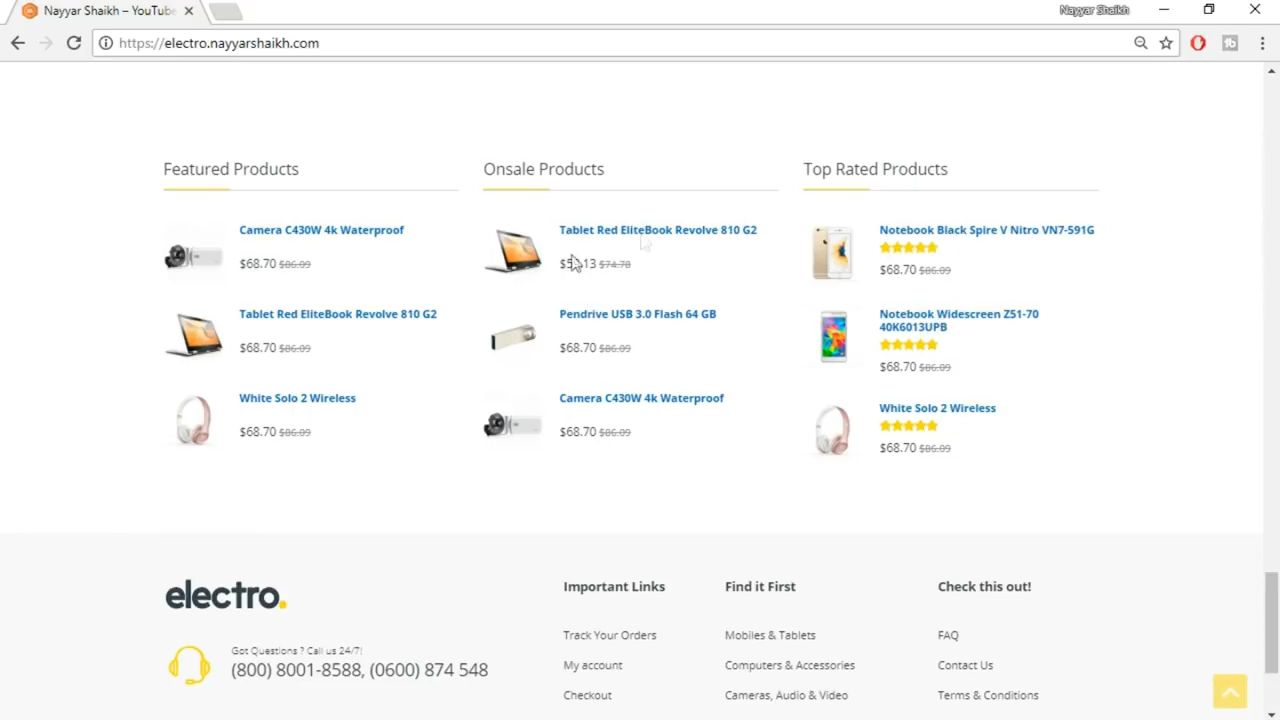 Nayyar Shaikh – YouTube
Nayyar Shaikh
https://electro.nayyarshaikh.com
Featured Products
Camera C430W 4k Waterproof
$68.70 $86.09
Tablet Red EliteBook Revolve 810 G2
$68.70 $86.09
White Solo 2 Wireless
$68.70 $86.09
Onsale Products
Tablet Red EliteBook Revolve 810 G2
$74.78
Pendrive USB 3.0 Flash 64 GB
$68.70 $86.09
Camera C430W 4k Waterproof
$68.70 $86.09
Top Rated Products
Notebook Black Spire V Nitro VN7-591G
$68.70 $86.09
Notebook Widescreen Z51-70
40K6013UPB
$68.70 $86.09
White Solo 2 Wireless
$68.70 $86.09
electro.
Got Questions ? Call us 24/7!
(800) 8001-8588, (0600) 874 548
Important Links
Track Your Orders
My account
Checkout
Find it First
Mobiles & Tablets
Computers & Accessories
Cameras, Audio & Video
Check this out!
FAQ
Contact Us
Terms & Conditions